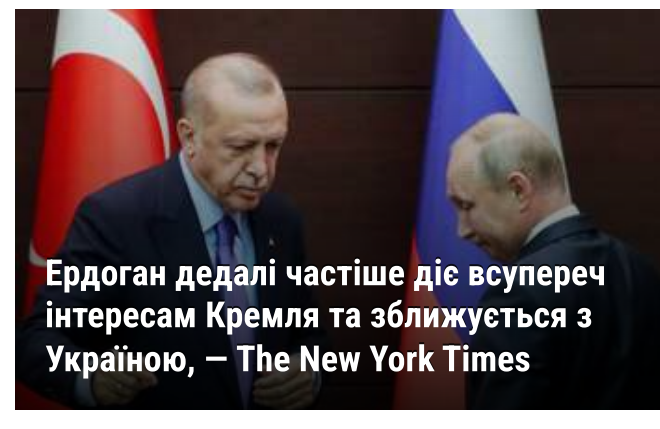 Ердоган дедалі частіше діє всупереч
інтересам Кремля та зближується з
Україною, — The New York Times